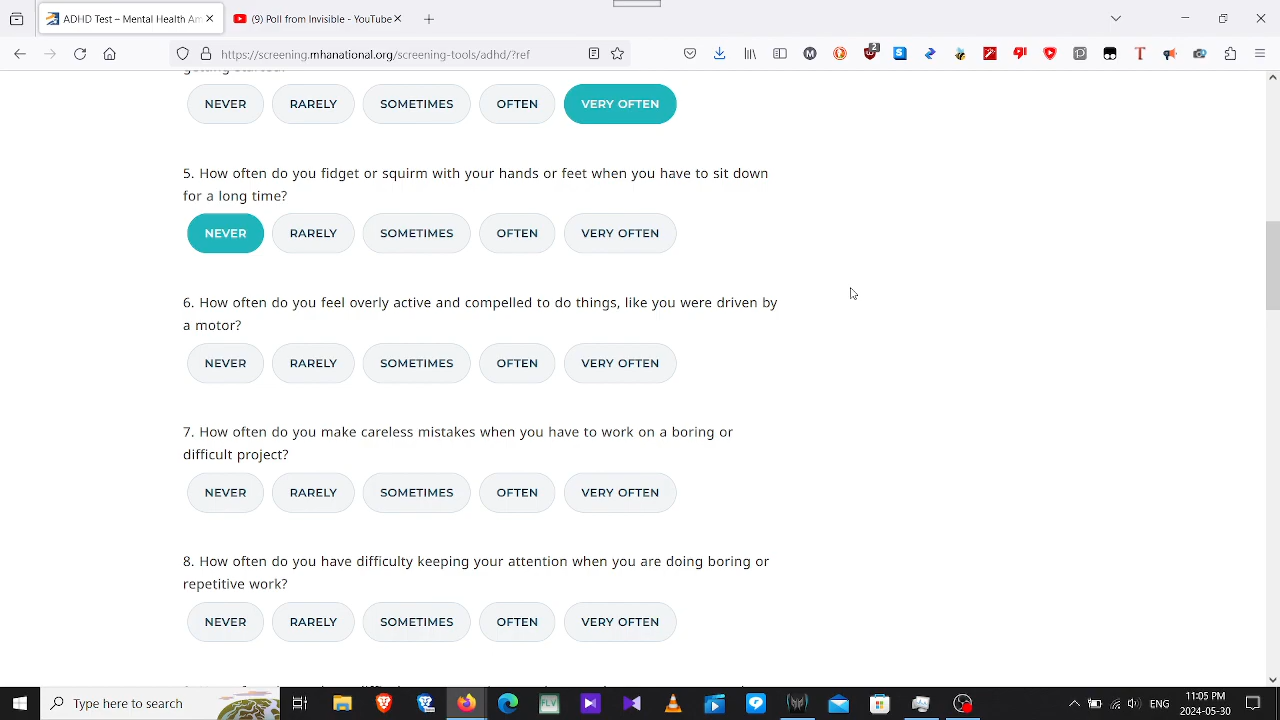 ADHD Test – Mental Health Am
(9) Poll from Invisible - YouTube
https://screening.mhanational.org/screening-tools/adhd/?ref
2
getting started?
NEVER RARELY SOMETIMES OFTEN VERY OFTEN
5. How often do you fidget or squirm with your hands or feet when you have to sit down
for a long time?
NEVER RARELY SOMETIMES OFTEN VERY OFTEN
6. How often do you feel overly active and compelled to do things, like you were driven by
a motor?
NEVER RARELY SOMETIMES OFTEN VERY OFTEN
7. How often do you make careless mistakes when you have to work on a boring or
difficult project?
NEVER RARELY SOMETIMES OFTEN VERY OFTEN
8. How often do you have difficulty keeping your attention when you are doing boring or
repetitive work?
NEVER RARELY SOMETIMES OFTEN VERY OFTEN
Type here to search
FLV
ENG
11:05 PM
2024-05-30